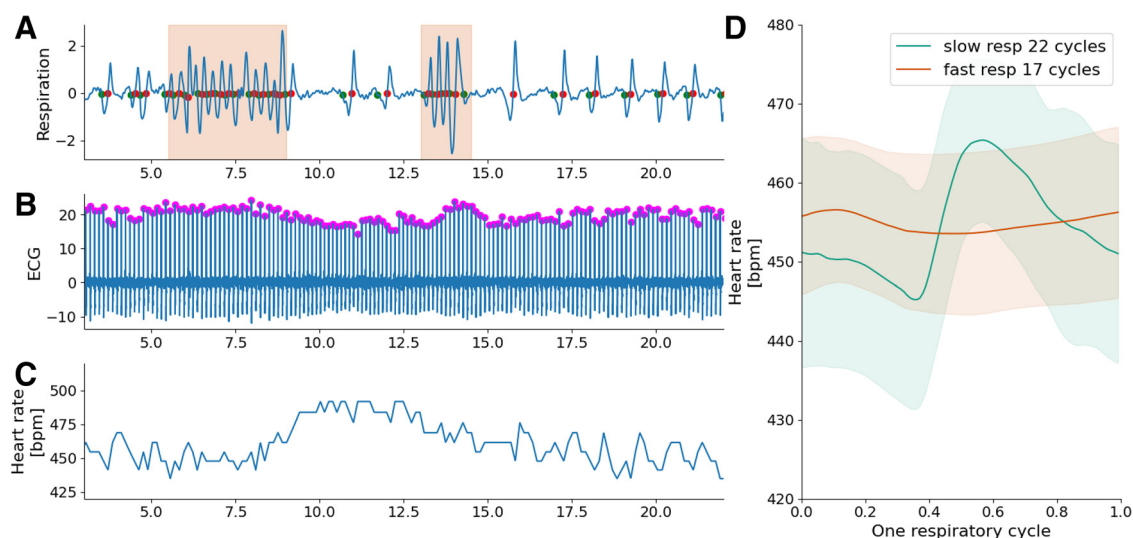 A
Respiration
2
0
−2
5.0 7.5 10.0 12.5 15.0 17.5 20.0
B
ECG
20
10
0
−10
5.0 7.5 10.0 12.5 15.0 17.5 20.0
C
Heart rate
[bpm]
500
475
450
425
5.0 7.5 10.0 12.5 15.0 17.5 20.0
D
slow resp 22 cycles
fast resp 17 cycles
Heart rate
[bpm]
480
470
460
450
440
430
420
0.0 0.2 0.4 0.6 0.8 1.0
One respiratory cycle